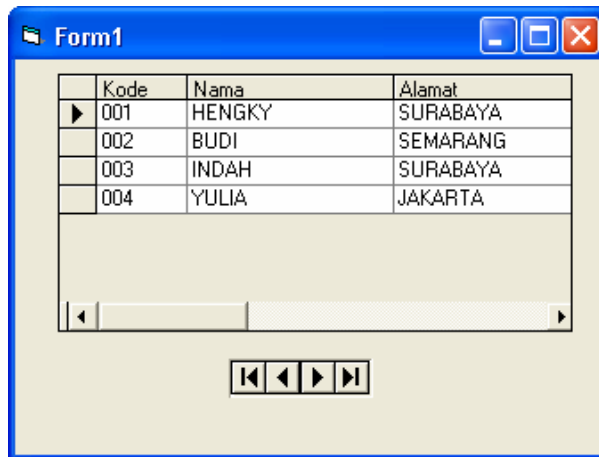 Form1
Kode Nama Alamat
001 HENGKY SURABAYA
002 BUDI SEMARANG
003 INDAH SURABAYA
004 YULIA JAKARTA